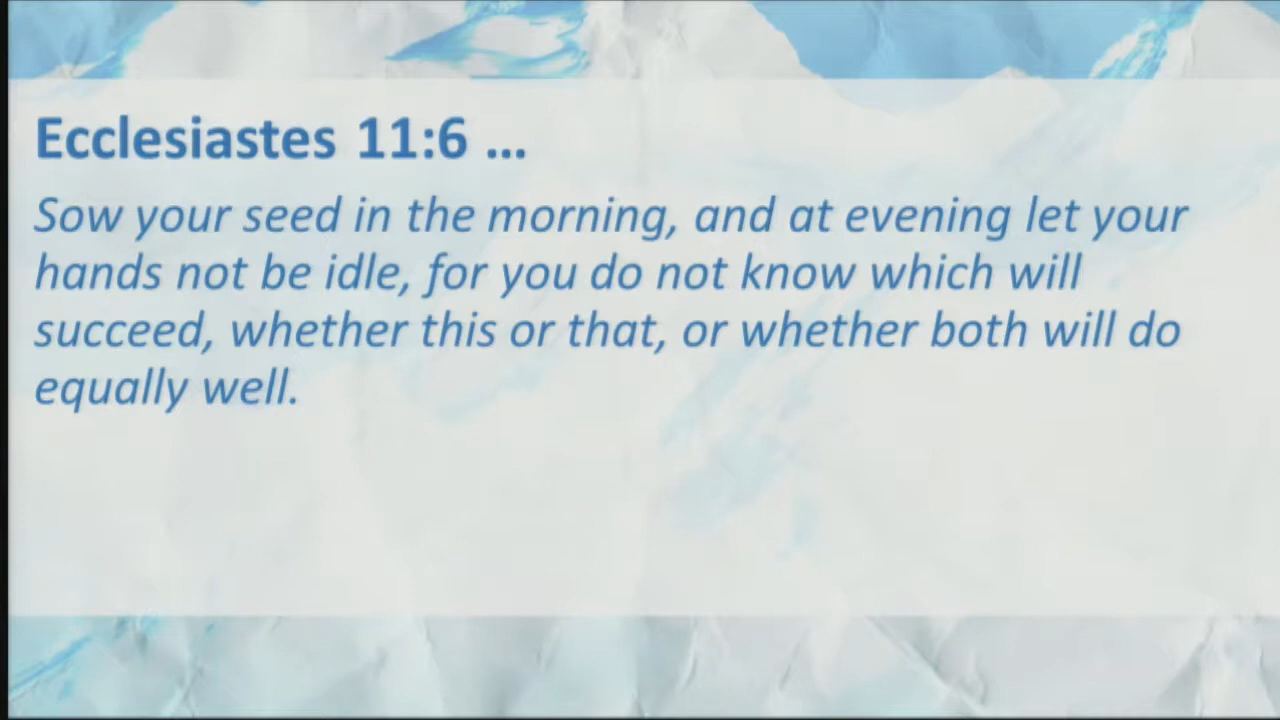 Ecclesiastes 11:6 ...
Sow your seed in the morning, and at evening let your
hands not be idle, for you do not know which will
succeed, whether this or that, or whether both will do
equally well.